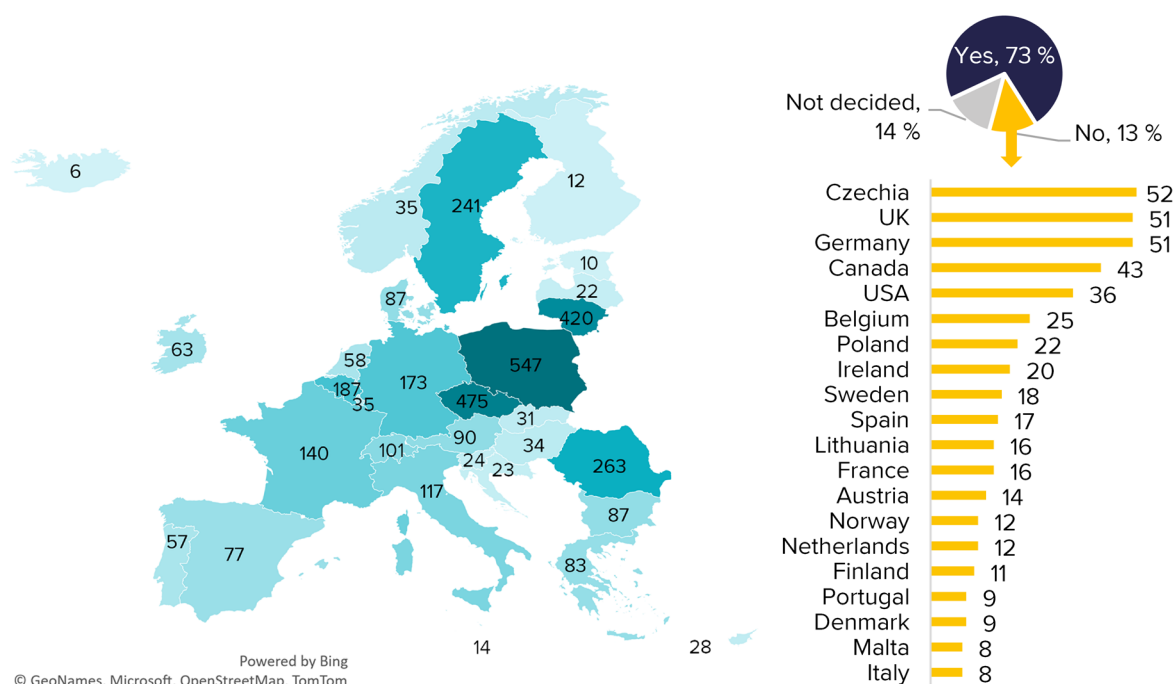 Yes, 73 %
Not decided,
14 %
No, 13 %
6
35
241
12
10
22
420
87
63
58
187
35
173
547
475
31
34
90
101
24
23
140
117
263
87
57
77
83
14
28
Powered by Bing
© GeoNames, Microsoft, OpenStreetMap, TomTom
Czechia 52
UK 51
Germany 51
Canada 43
USA 36
Belgium 25
Poland 22
Ireland 20
Sweden 18
Spain 17
Lithuania 16
France 16
Austria 14
Norway 12
Netherlands 12
Finland 11
Portugal 9
Denmark 9
Malta 8
Italy 8